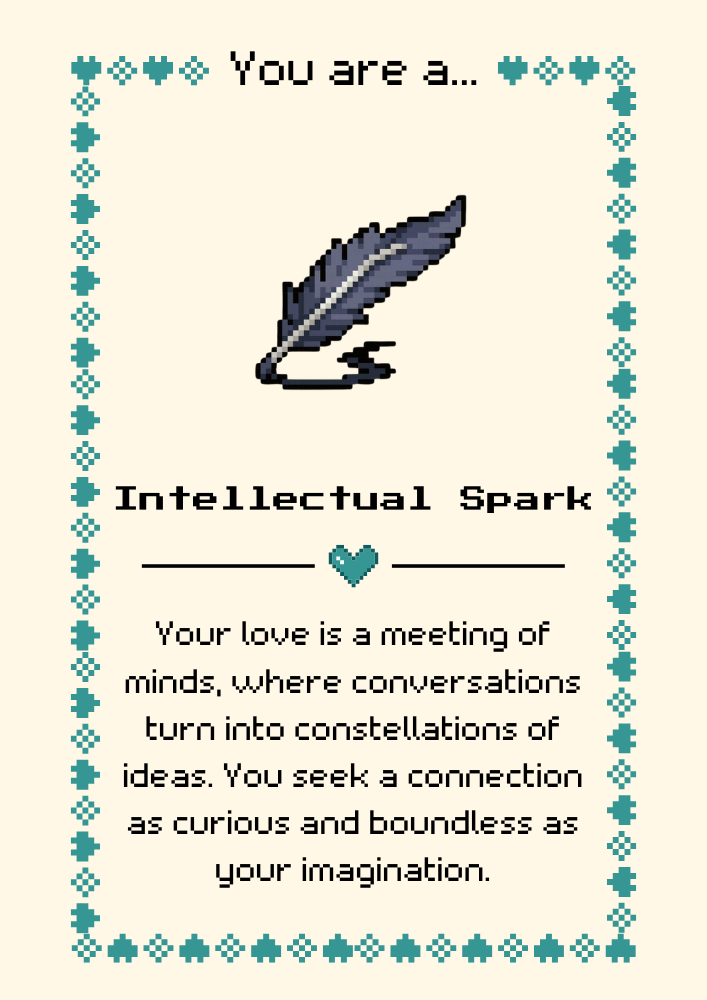 You are a...
Intellectual Spark
Your love is a meeting of
minds, where conversations
turn into constellations of
ideas. You seek a connection
as curious and boundless as
your imagination.